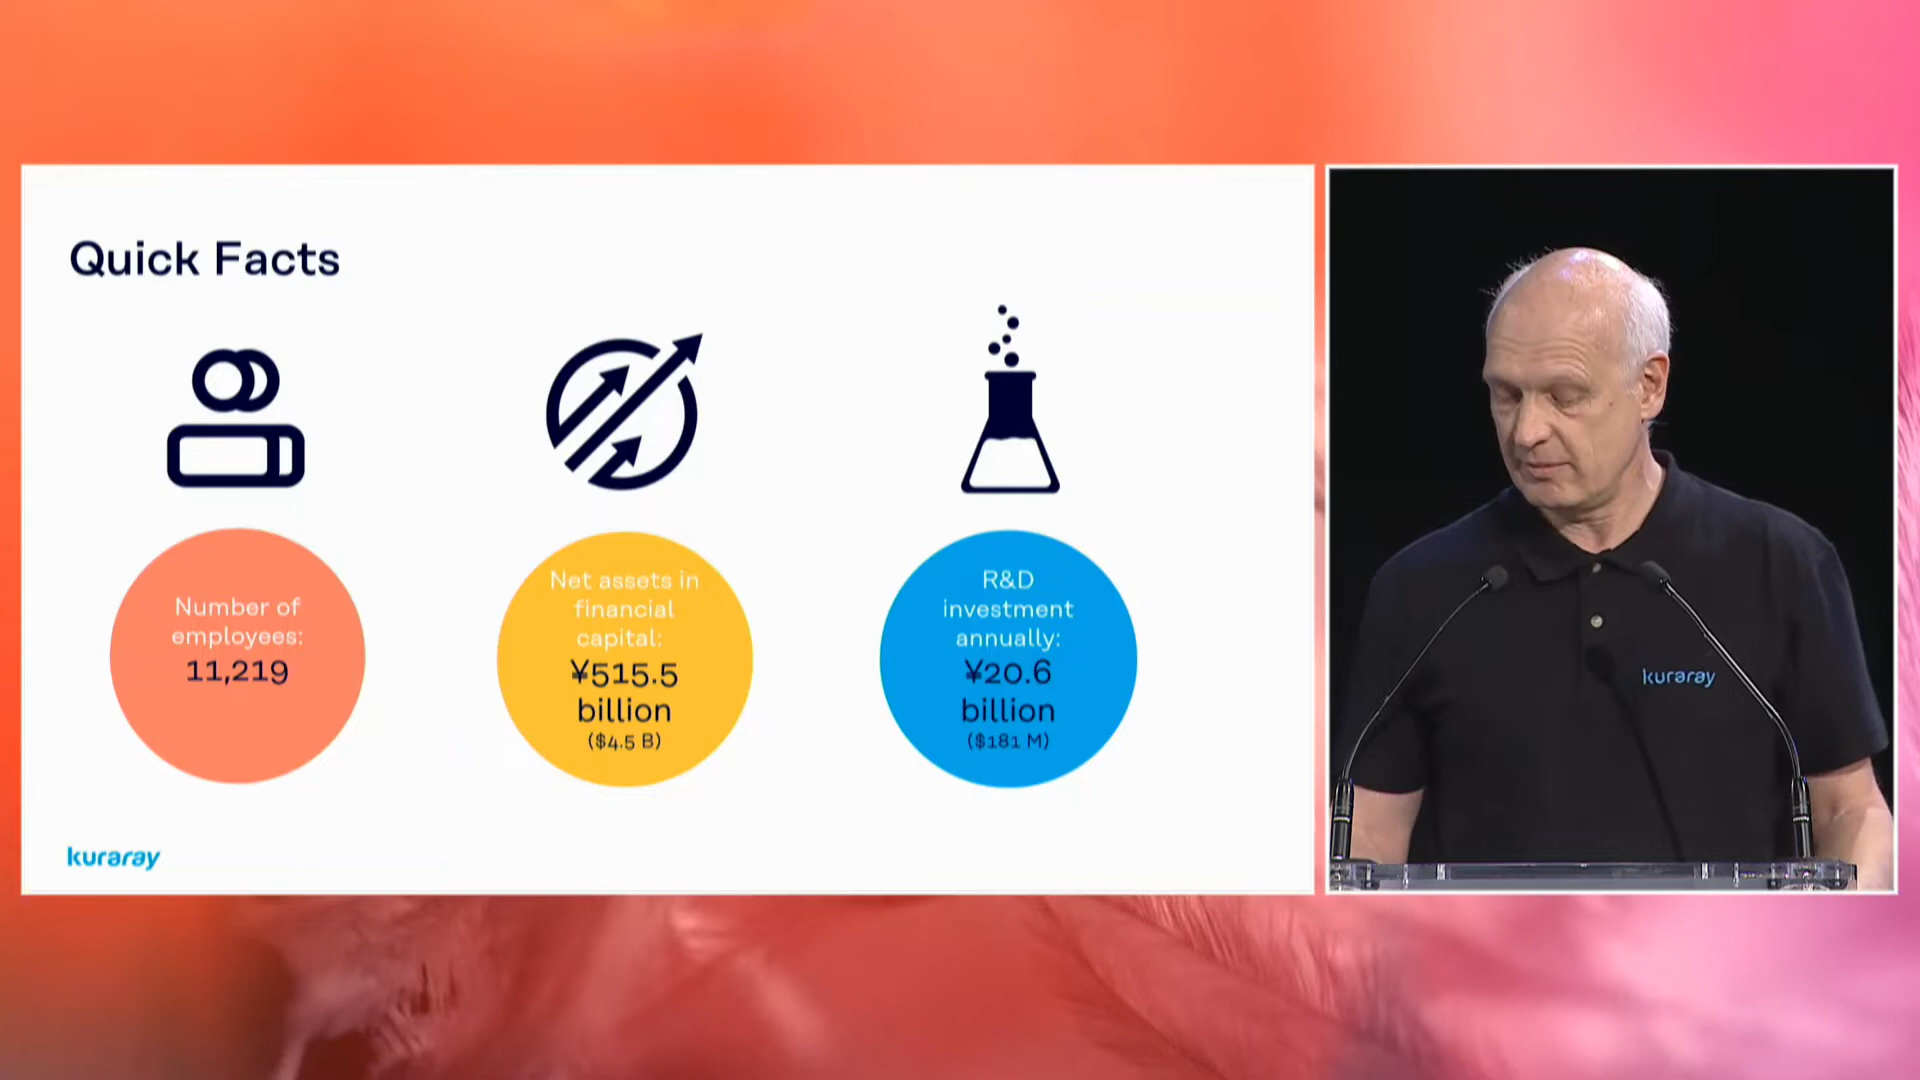 Quick Facts
Number of
employees:
11,219
Net assets in
financial
capital:
¥515.5
billion
($4.5 B)
R&D
investment
annually:
¥20.6
billion
($181 M)
kuraray
kuraray